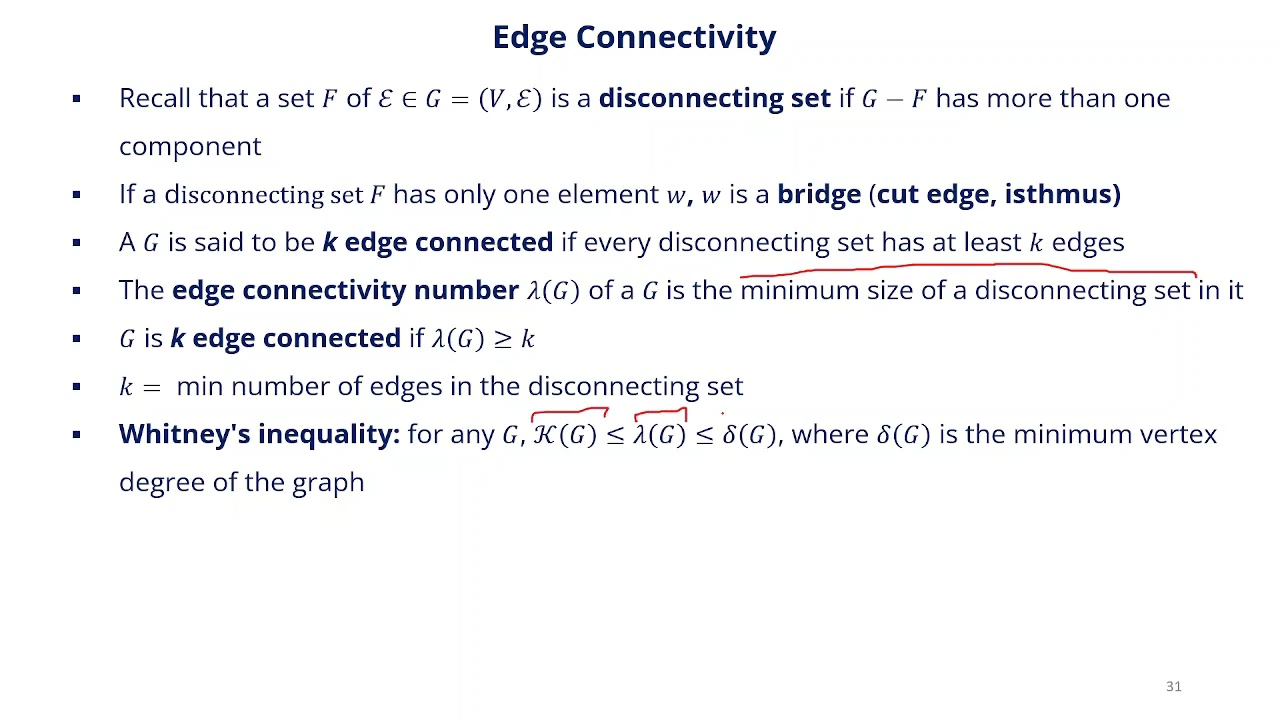 Edge Connectivity
▪ Recall that a set F of ℰ ∈ G = (V, ℰ) is a disconnecting set if G − F has more than one
component
▪ If a disconnecting set F has only one element w, w is a bridge (cut edge, isthmus)
▪ A G is said to be k edge connected if every disconnecting set has at least k edges
▪ The edge connectivity number λ(G) of a G is the minimum size of a disconnecting set in it
▪ G is k edge connected if λ(G) ≥ k
▪ k = min number of edges in the disconnecting set
▪ Whitney's inequality: for any G, 𝒦(G) ≤ λ(G) ≤ δ(G), where δ(G) is the minimum vertex
degree of the graph
31